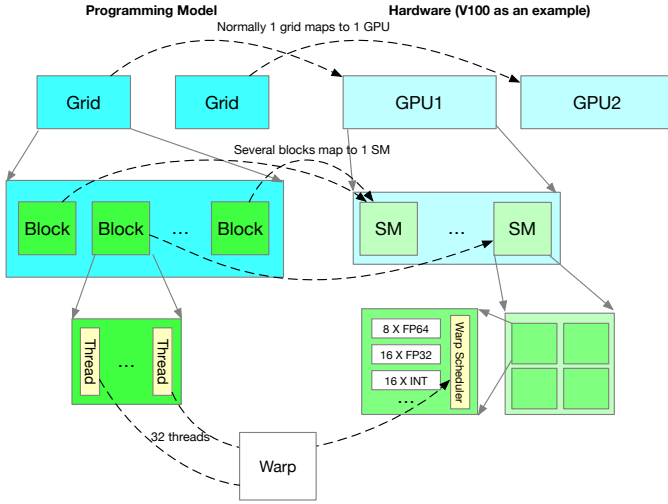 Programming Model
Hardware (V100 as an example)
Normally 1 grid maps to 1 GPU
Grid
Grid
GPU1
GPU2
Several blocks map to 1 SM
Block
Block
...
Block
SM
...
SM
Thread
...
Thread
8 X FP64
16 X FP32
16 X INT
...
Warp Scheduler
32 threads
Warp